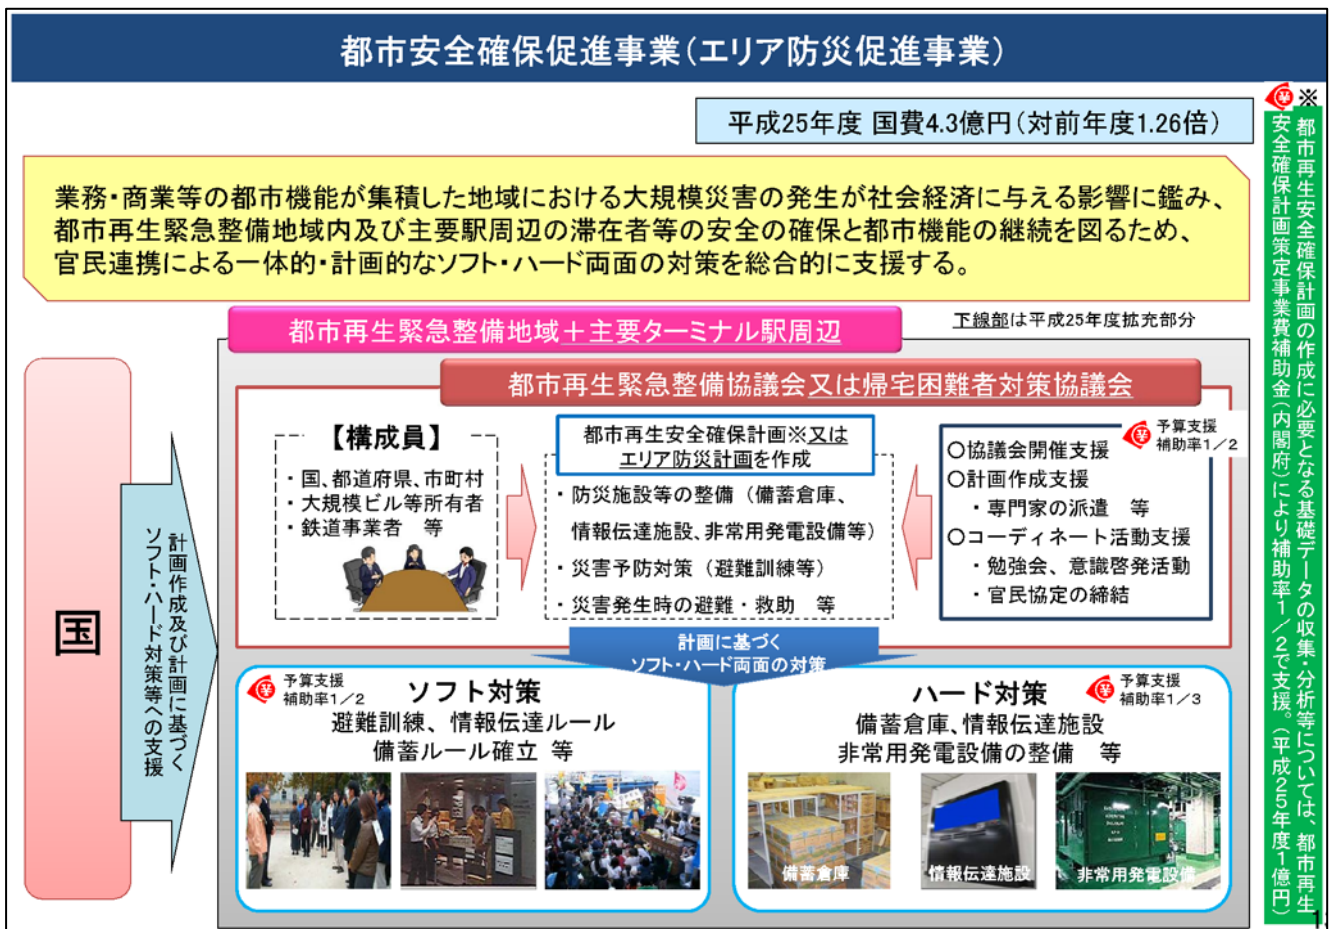 都市安全確保促進事業(エリア防災促進事業)
平成25年度 国費4.3億円(対前年度1.26倍)
業務・商業等の都市機能が集積した地域における大規模災害の発生が社会経済に与える影響に鑑み、
都市再生緊急整備地域内及び主要駅周辺の滞在者等の安全の確保と都市機能の継続を図るため、
官民連携による一体的・計画的なソフト・ハード両面の対策を総合的に支援する。
都市再生緊急整備地域+主要ターミナル駅周辺
下線部は平成25年度拡充部分
国
計画作成及び計画に基づく
ソフト・ハード対策等への支援
都市再生緊急整備協議会又は帰宅困難者対策協議会
【構成員】
・国、都道府県、市町村
・大規模ビル等所有者
・鉄道事業者 等
都市再生安全確保計画※又は
エリア防災計画を作成
・防災施設等の整備(備蓄倉庫、
情報伝達施設、非常用発電設備等)
・災害予防対策(避難訓練等)
・災害発生時の避難・救助 等
予算支援
補助率1/2
○協議会開催支援
○計画作成支援
・専門家の派遣 等
○コーディネート活動支援
・勉強会、意識啓発活動
・官民協定の締結
計画に基づく
ソフト・ハード両面の対策
予算支援
補助率1/2
ソフト対策
避難訓練、情報伝達ルール
備蓄ルール確立 等
ハード対策
予算支援
補助率1/3
備蓄倉庫、情報伝達施設
非常用発電設備の整備 等
備蓄倉庫
情報伝達施設
非常用発電設備
※都市再生安全確保計画の作成に必要となる基礎データの収集・分析等については、都市再生
安全確保計画策定事業費補助金(内閣府)により補助率1/2で支援。(平成25年度1億円)